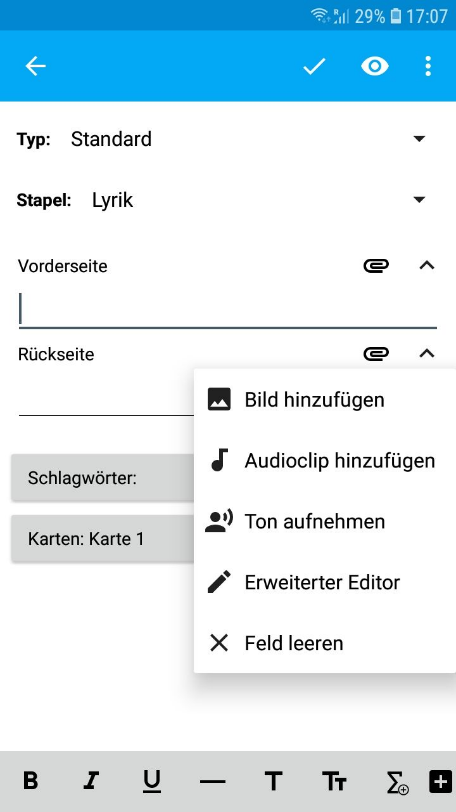 29% 17:07
Typ: Standard
Stapel: Lyrik
Vorderseite
Rückseite
Bild hinzufügen
Audioclip hinzufügen
Schlagwörter:
Ton aufnehmen
Karten: Karte 1
Erweiterter Editor
Feld leeren
B I U T TT Σ